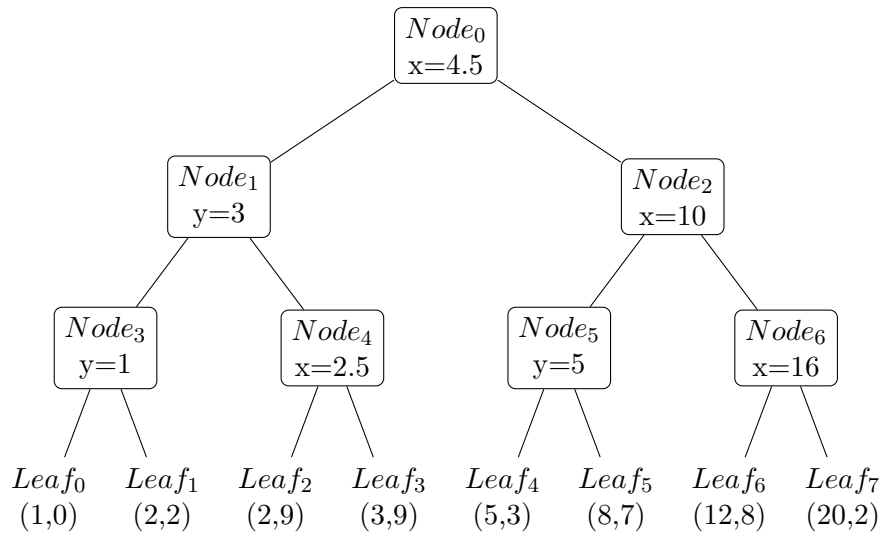 Node₀
x=4.5
Node₁
y=3
Node₂
x=10
Node₃
y=1
Node₄
x=2.5
Node₅
y=5
Node₆
x=16
Leaf₀ Leaf₁ Leaf₂ Leaf₃ Leaf₄ Leaf₅ Leaf₆ Leaf₇
(1,0) (2,2) (2,9) (3,9) (5,3) (8,7) (12,8) (20,2)